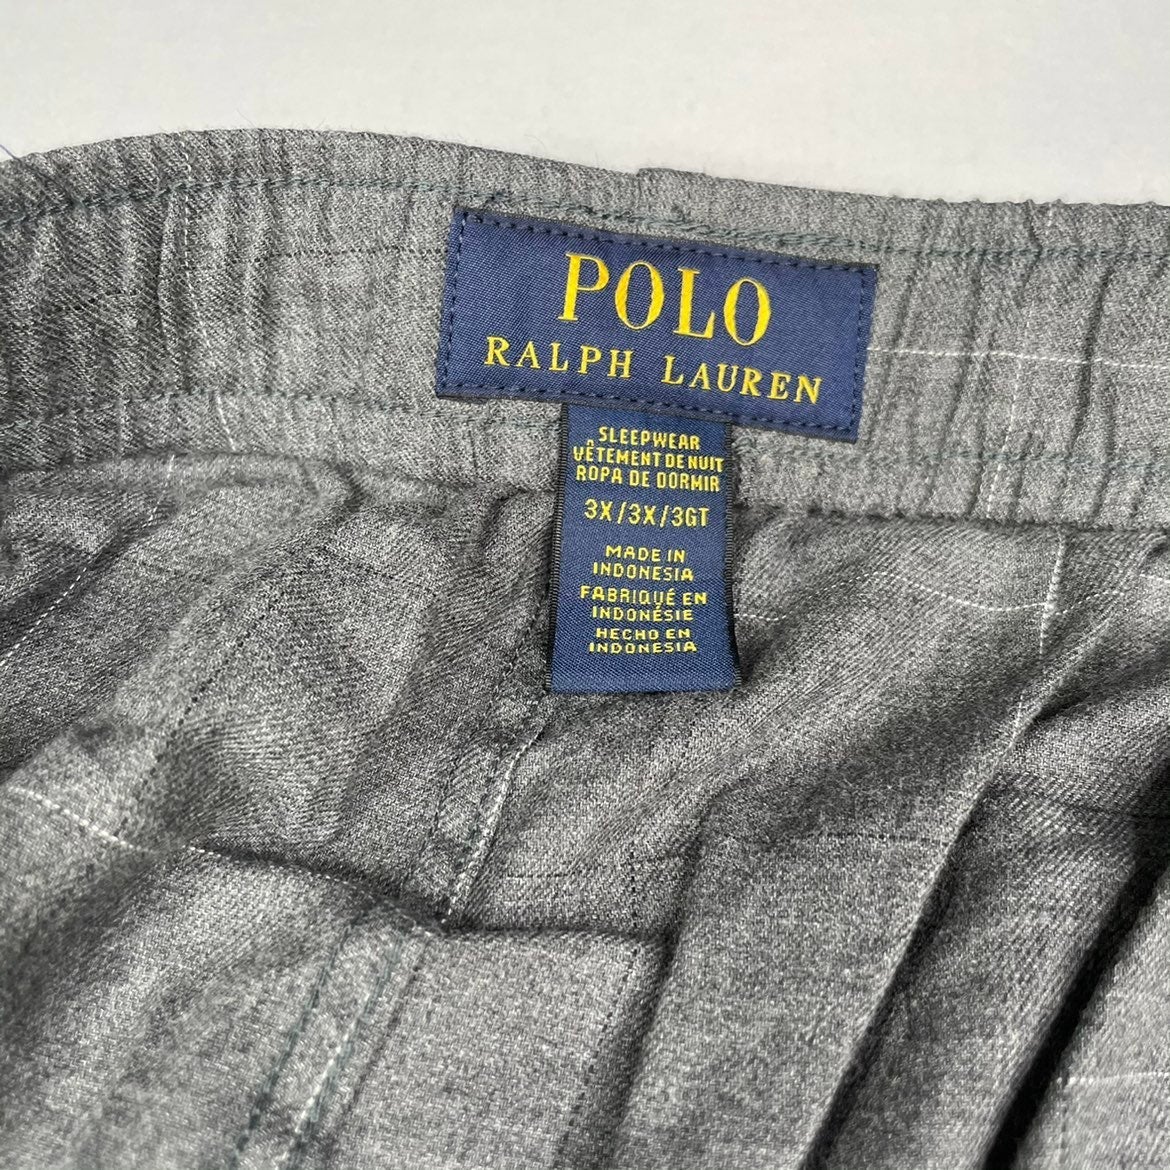 POLO
RALPH LAUREN
SLEEPWEAR
VÊTEMENT DE NUIT
ROPA DE DORMIR
3X/3X/3GT
MADE IN
INDONESIA
FABRIQUÉ EN
INDONÉSIE
HECHO EN
INDONESIA